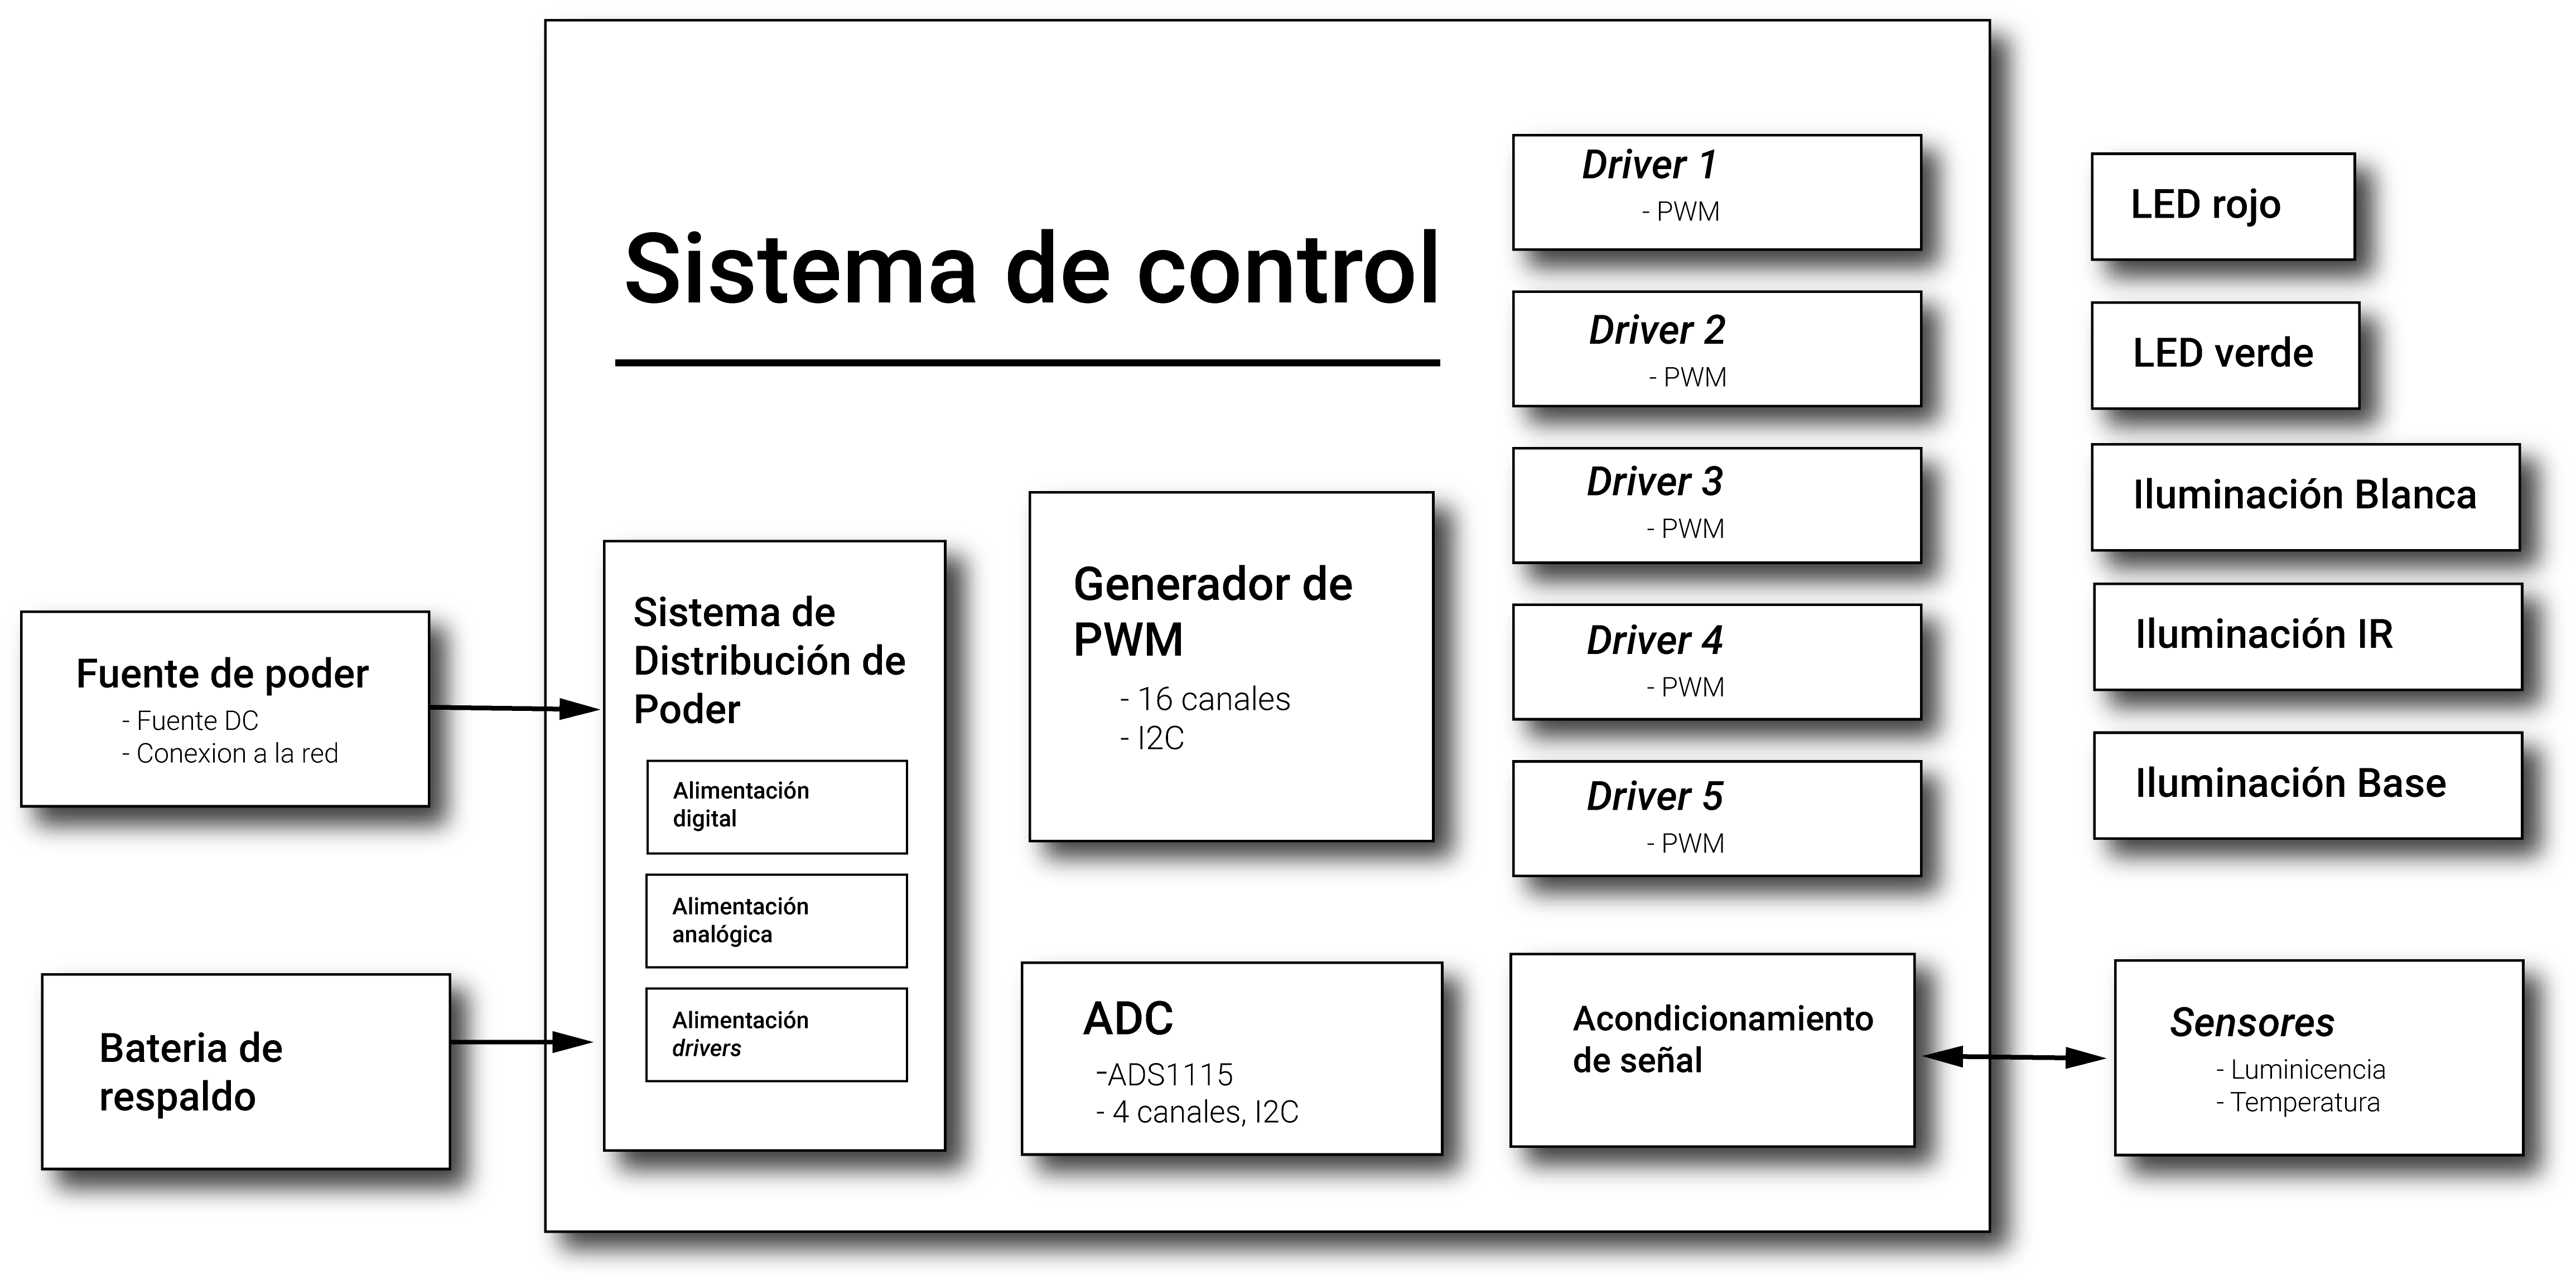 Sistema de control
Fuente de poder
- Fuente DC
- Conexion a la red
Bateria de
respaldo
Sistema de
Distribución de
Poder
Alimentación
digital
Alimentación
analógica
Alimentación
drivers
Generador de
PWM
- 16 canales
- I2C
ADC
-ADS1115
- 4 canales, I2C
Driver 1
- PWM
Driver 2
- PWM
Driver 3
- PWM
Driver 4
- PWM
Driver 5
- PWM
Acondicionamiento
de señal
LED rojo
LED verde
Iluminación Blanca
Iluminación IR
Iluminación Base
Sensores
- Luminicencia
- Temperatura